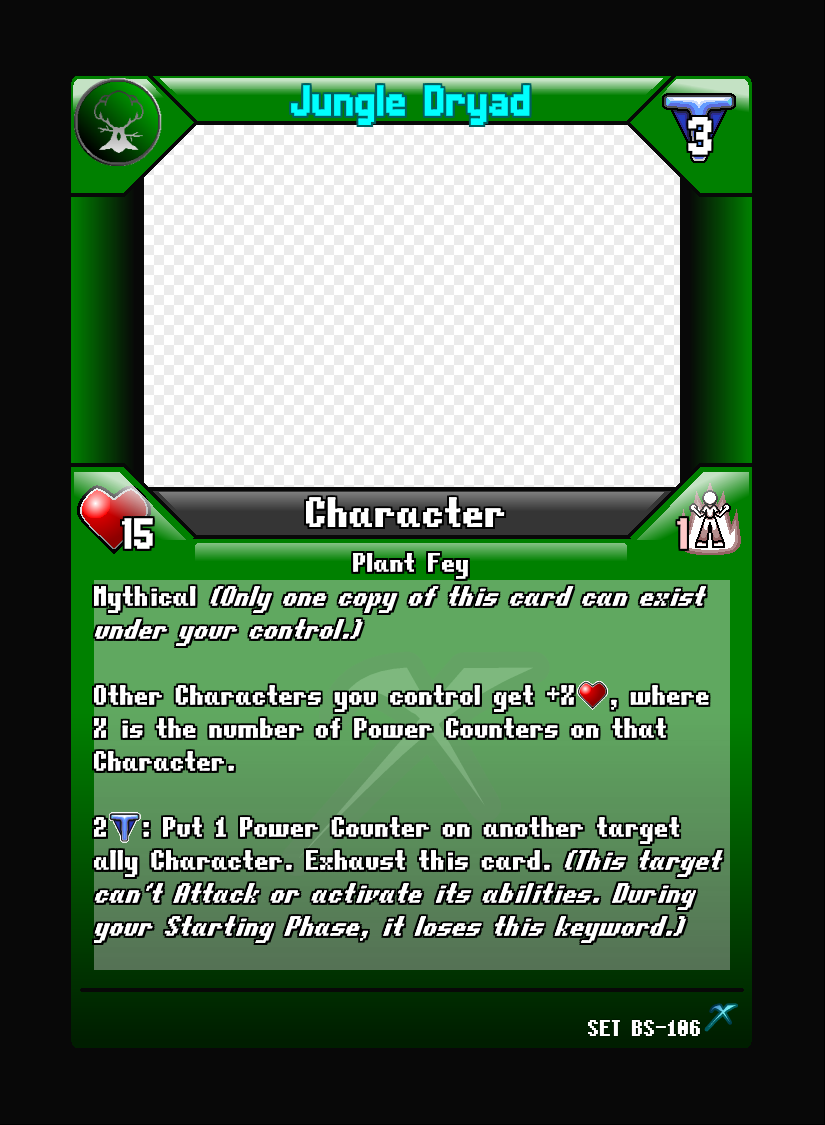 Jungle Dryad
3
Character
15
1
Plant Fey
Mythical (Only one copy of this card can exist
under your control.)
Other Characters you control get +X, where
X is the number of Power Counters on that
Character.
2T: Put 1 Power Counter on another target
ally Character. Exhaust this card. (This target
can't Attack or activate its abilities. During
your Starting Phase, it loses this keyword.)
SET BS-106